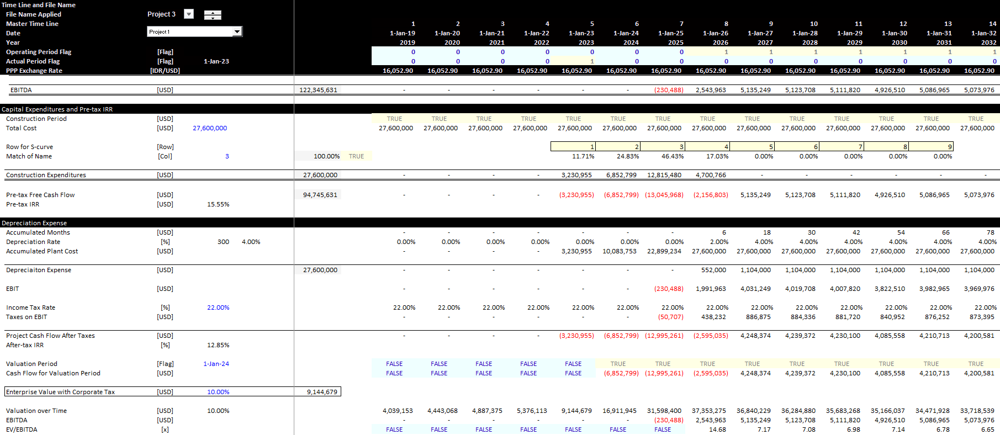 Time Line and File Name
File Name Applied Project 3
Master Time Line 1 2 3 4 5 6 7 8 9 10 11 12 13 14
Date Project 1 1-Jan-19 1-Jan-20 1-Jan-21 1-Jan-22 1-Jan-23 1-Jan-24 1-Jan-25 1-Jan-26 1-Jan-27 1-Jan-28 1-Jan-29 1-Jan-30 1-Jan-31 1-Jan-32
Year 2019 2020 2021 2022 2023 2024 2025 2026 2027 2028 2029 2030 2031 2032
Operating Period Flag [Flag] 0 0 0 0 0 0 0 1 1 1 1 1 1 1
Actual Period Flag [Flag] 1-Jan-23 0 0 0 0 1 0 0 0 0 0 0 0 0 0
PPP Exchange Rate [IDR/USD] 16,052.90 16,052.90 16,052.90 16,052.90 16,052.90 16,052.90 16,052.90 16,052.90 16,052.90 16,052.90 16,052.90 16,052.90 16,052.90 16,052.90
EBITDA [USD] 122,345,631 - - - - - - (230,488) 2,543,963 5,135,249 5,123,708 5,111,820 4,926,510 5,086,965 5,073,976
Capital Expenditures and Pre-tax IRR
Construction Period [USD] TRUE TRUE TRUE TRUE TRUE TRUE TRUE TRUE TRUE TRUE TRUE TRUE TRUE TRUE
Total Cost [USD] 27,600,000 27,600,000 27,600,000 27,600,000 27,600,000 27,600,000 27,600,000 27,600,000 27,600,000 27,600,000 27,600,000 27,600,000 27,600,000 27,600,000 27,600,000
Row for S-curve [Row] 1 2 3 4 5 6 7 8 9
Match of Name [Col] 3 100.00% TRUE 11.71% 24.83% 46.43% 17.03% 0.00% 0.00% 0.00% 0.00% 0.00%
Construction Expenditures [USD] 27,600,000 - - - - 3,230,955 6,852,799 12,815,480 4,700,766 - - - - - -
Pre-tax Free Cash Flow [USD] 94,745,631 - - - - (3,230,955) (6,852,799) (13,045,968) (2,156,803) 5,135,249 5,123,708 5,111,820 4,926,510 5,086,965 5,073,976
Pre-tax IRR [USD] 15.55%
Depreciation Expense
Accumulated Months [USD] - - - - - - - 6 18 30 42 54 66 78
Depreciation Rate [%] 300 4.00% 0.00% 0.00% 0.00% 0.00% 0.00% 0.00% 0.00% 2.00% 4.00% 4.00% 4.00% 4.00% 4.00% 4.00%
Accumulated Plant Cost [USD] - - - - 3,230,955 10,083,753 22,899,234 27,600,000 27,600,000 27,600,000 27,600,000 27,600,000 27,600,000 27,600,000
Depreciaiton Expense [USD] 27,600,000 - - - - - - - 552,000 1,104,000 1,104,000 1,104,000 1,104,000 1,104,000 1,104,000
EBIT [USD] - - - - - - (230,488) 1,991,963 4,031,249 4,019,708 4,007,820 3,822,510 3,982,965 3,969,976
Income Tax Rate [%] 22.00% 22.00% 22.00% 22.00% 22.00% 22.00% 22.00% 22.00% 22.00% 22.00% 22.00% 22.00% 22.00% 22.00% 22.00%
Taxes on EBIT [USD] - - - - - - (50,707) 438,232 886,875 884,336 881,720 840,952 876,252 873,395
Project Cash Flow After Taxes [USD] - - - - (3,230,955) (6,852,799) (12,995,261) (2,595,035) 4,248,374 4,239,372 4,230,100 4,085,558 4,210,713 4,200,581
After-tax IRR [%] 12.85%
Valuation Period [Flag] 1-Jan-24 FALSE FALSE FALSE FALSE FALSE TRUE TRUE TRUE TRUE TRUE TRUE TRUE TRUE TRUE
Cash Flow for Valuation Period [USD] FALSE FALSE FALSE FALSE FALSE (6,852,799) (12,995,261) (2,595,035) 4,248,374 4,239,372 4,230,100 4,085,558 4,210,713 4,200,581
Enterprise Value with Corporate Tax [USD] 10.00% 9,144,679
Valuation over Time [USD] 10.00% 4,039,153 4,443,068 4,887,375 5,376,113 9,144,679 16,911,945 31,598,400 37,353,275 36,840,229 36,284,880 35,683,268 35,166,037 34,471,928 33,718,539
EBITDA [USD] - - - - - - (230,488) 2,543,963 5,135,249 5,123,708 5,111,820 4,926,510 5,086,965 5,073,976
EV/EBITDA [x] FALSE FALSE FALSE FALSE FALSE FALSE FALSE 14.68 7.17 7.08 6.98 7.14 6.78 6.65